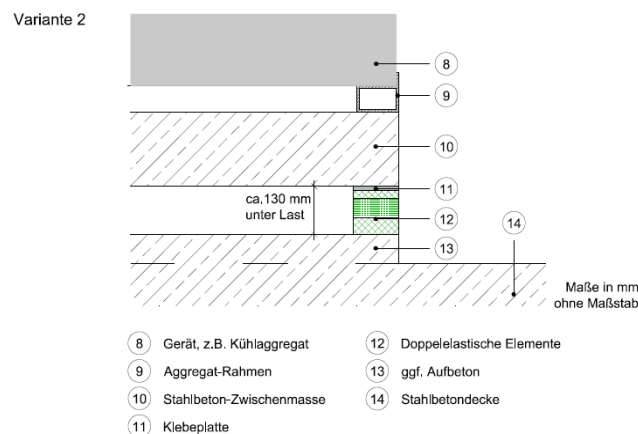 Variante 2
8
9
10
ca,130 mm
unter Last
11
12
14
13
Maße in mm
ohne Maßstab
8 Gerät, z.B. Kühlaggregat
9 Aggregat-Rahmen
10 Stahlbeton-Zwischenmasse
11 Klebeplatte
12 Doppelelastische Elemente
13 ggf. Aufbeton
14 Stahlbetondecke